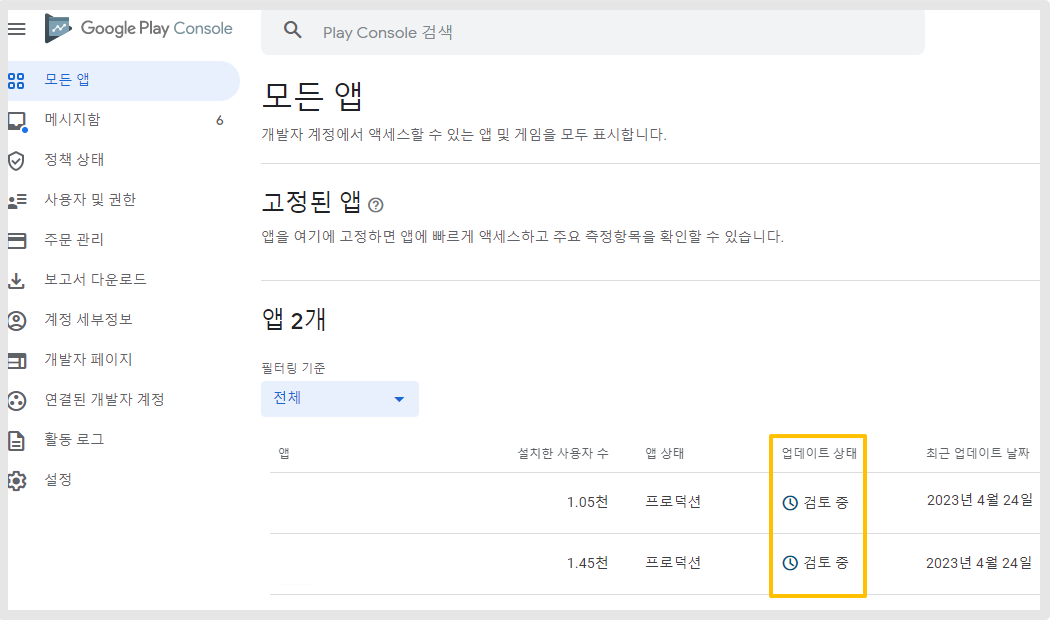 Google Play Console
Play Console 검색
모든 앱
메시지함 6
정책 상태
사용자 및 권한
주문 관리
보고서 다운로드
계정 세부정보
개발자 페이지
연결된 개발자 계정
활동 로그
설정
모든 앱
개발자 계정에서 액세스할 수 있는 앱 및 게임을 모두 표시합니다.
고정된 앱
앱을 여기에 고정하면 앱에 빠르게 액세스하고 주요 측정항목을 확인할 수 있습니다.
앱 2개
필터링 기준
전체
앱 설치한 사용자 수 앱 상태 업데이트 상태 최근 업데이트 날짜
1.05천 프로덕션 검토 중 2023년 4월 24일
1.45천 프로덕션 검토 중 2023년 4월 24일